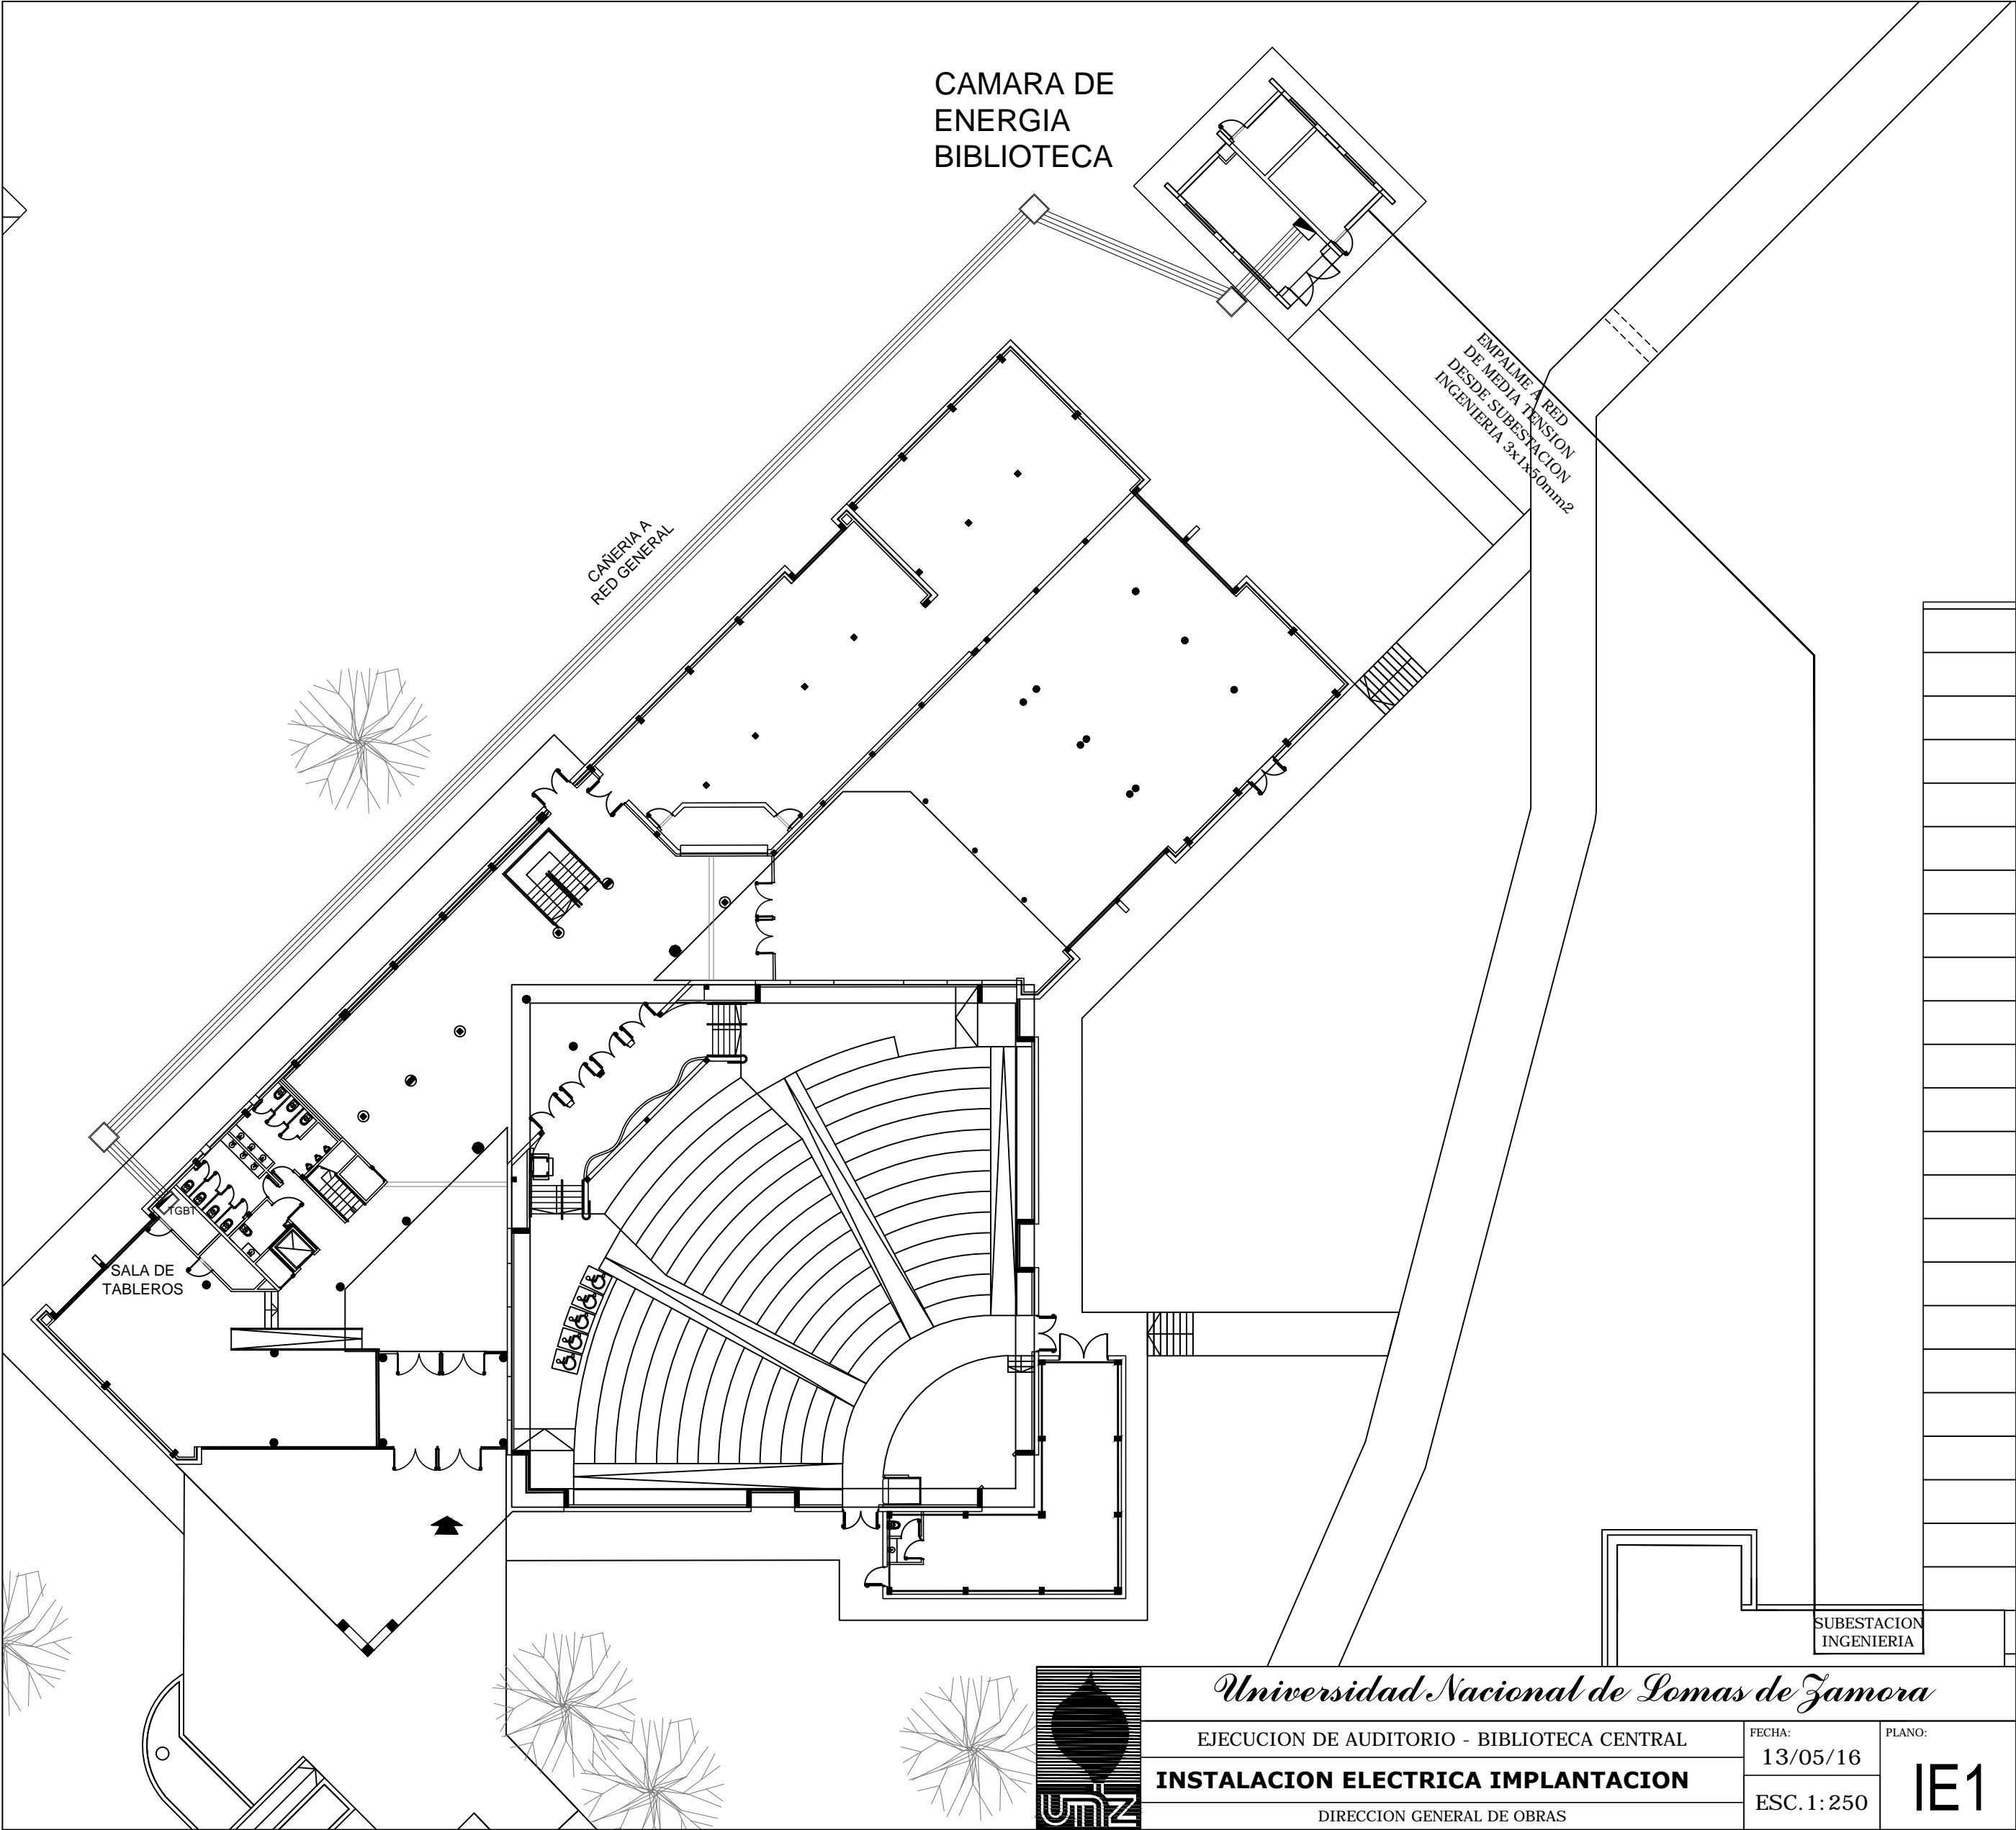 CAMARA DE
ENERGIA
BIBLIOTECA
EMPALME A RED
DE MEDIA TENSION
DESDE SUBESTACION
INGENIERIA 3x1x50mm2
CAÑERIA A
RED GENERAL
TGBT
SALA DE
TABLEROS
SUBESTACION
INGENIERIA
Universidad Nacional de Lomas de Zamora
EJECUCION DE AUDITORIO - BIBLIOTECA CENTRAL
INSTALACION ELECTRICA IMPLANTACION
DIRECCION GENERAL DE OBRAS
FECHA:
13/05/16
ESC.1:250
PLANO:
IE1